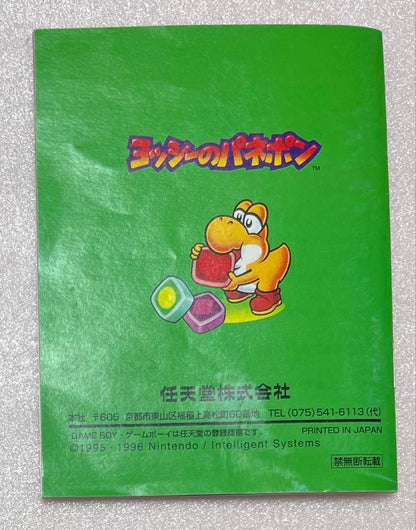 ヨッシーのパネポン™
任天堂株式会社
本社 〒605 京都市東山区福稲上高松町60番地 TEL (075)541-6113(代)
GAME BOY・ゲームボーイは任天堂の登録商標です。 PRINTED IN JAPAN
©1995・1996 Nintendo / Intelligent Systems
禁無断転載